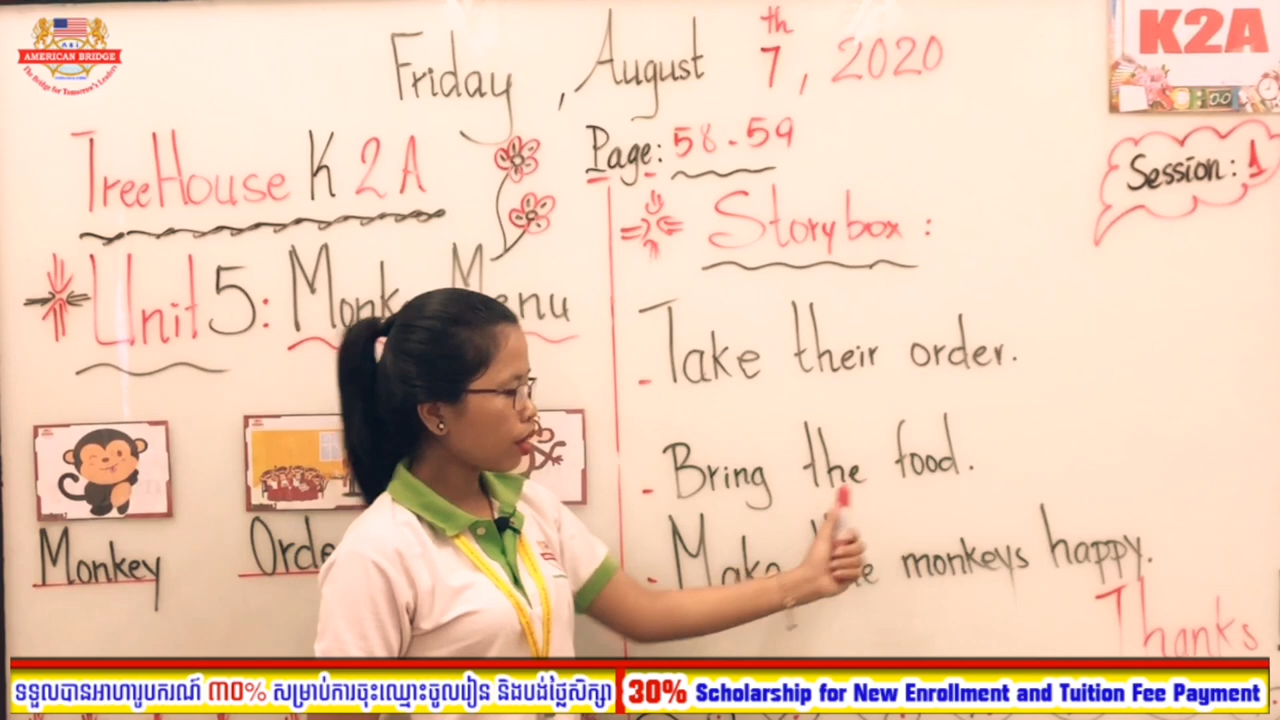 A B I
AMERICAN BRIDGE
The Bridge for Tomorrow's Leaders
Friday, August 7th, 2020
K2A
TreeHouse K2A
Page: 58-59
Session: 1
Unit 5: Monk Menu
Storybox:
- Take their order.
- Bring the food.
- Make the monkeys happy.
Monkey
Orde
Thanks
ទទួលបានអាហារូបករណ៍ ៣០% សម្រាប់ការចុះឈ្មោះចូលរៀន និងបង់ថ្លៃសិក្សា
30% Scholarship for New Enrollment and Tuition Fee Payment